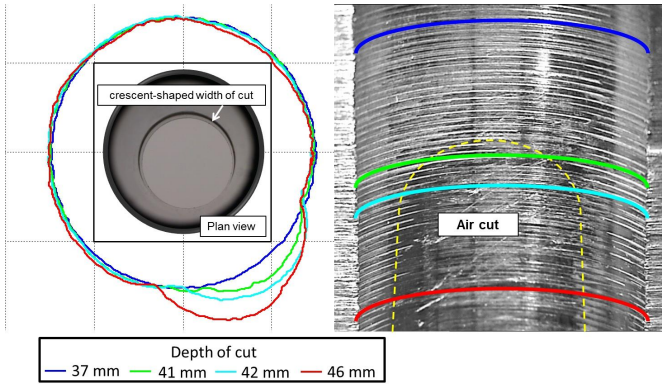 crescent-shaped width of cut
Plan view
Air cut
Depth of cut
37 mm 41 mm 42 mm 46 mm